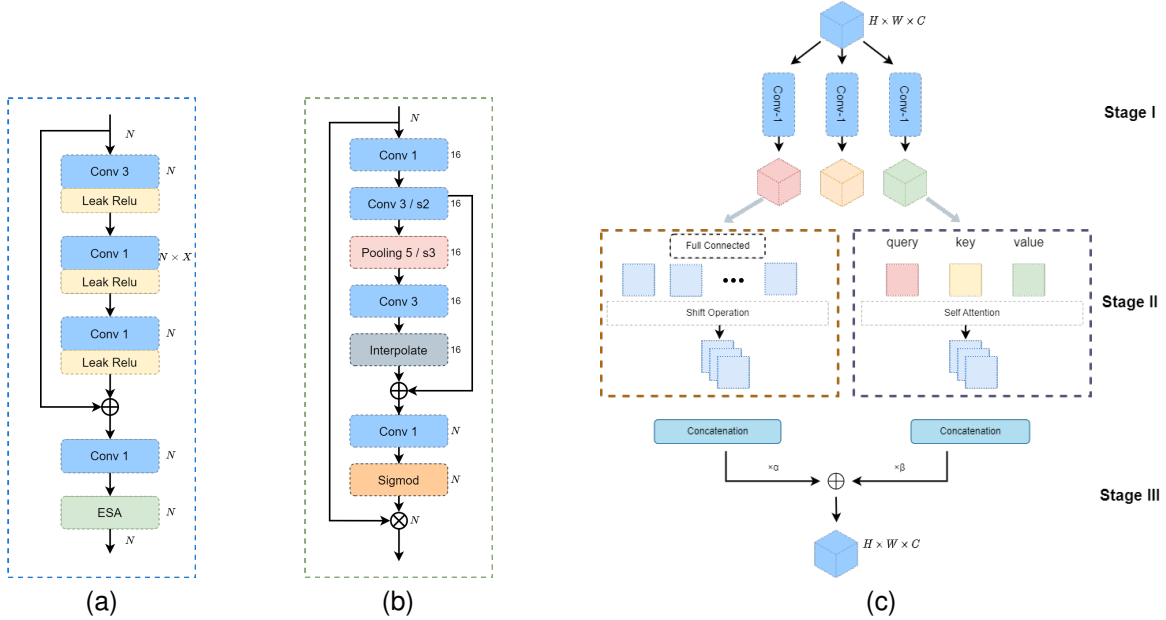 N
Conv 3
N
Leak Relu
Conv 1
N × X
Leak Relu
Conv 1
N
Leak Relu
Conv 1
N
ESA
N
N
(a)
N
Conv 1
16
Conv 3 / s2
16
Pooling 5 / s3
16
Conv 3
16
Interpolate
16
Conv 1
N
Sigmod
N
N
(b)
H × W × C
Conv-1
Conv-1
Conv-1
Stage I
Full Connected
Shift Operation
query key value
Self Attention
Stage II
Concatenation
Concatenation
×α
×β
Stage III
H × W × C
(c)